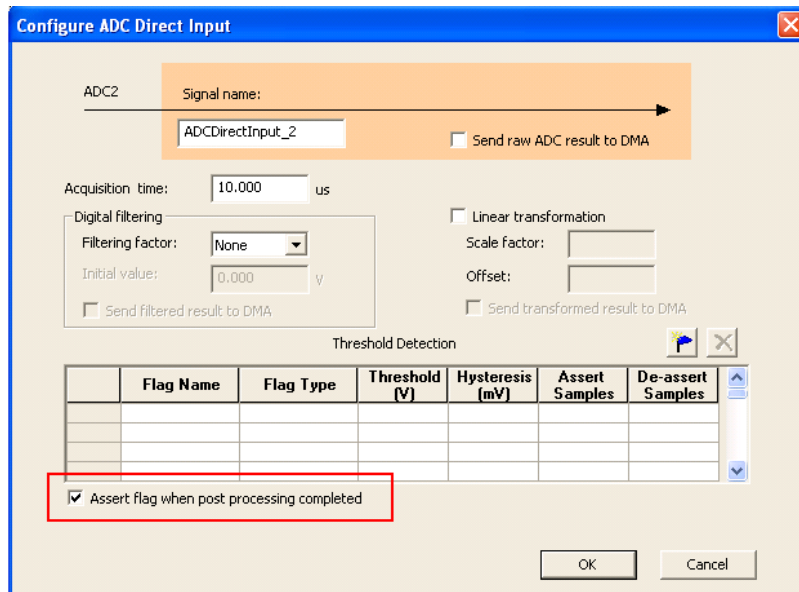 Configure ADC Direct Input
ADC2
Signal name:
ADCDirectInput_2
Send raw ADC result to DMA
Acquisition time: 10.000 us
Digital filtering
Filtering factor: None
Initial value: 0.000 V
Send filtered result to DMA
Linear transformation
Scale factor:
Offset:
Send transformed result to DMA
Threshold Detection
Flag Name Flag Type Threshold (V) Hysteresis (mV) Assert Samples De-assert Samples
Assert flag when post processing completed
OK Cancel